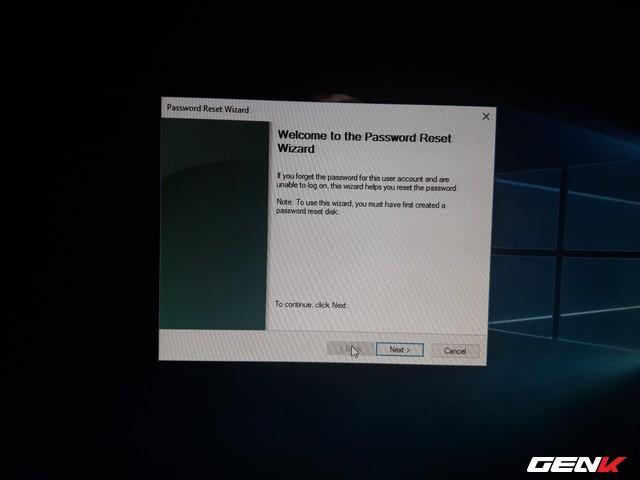 Password Reset Wizard
Welcome to the Password Reset
Wizard
If you forget the password for this user account and are
unable to log on, this wizard helps you reset the password.
Note: To use this wizard, you must have first created a
password reset disk.
To continue, click Next.
Next >
Cancel
GENK